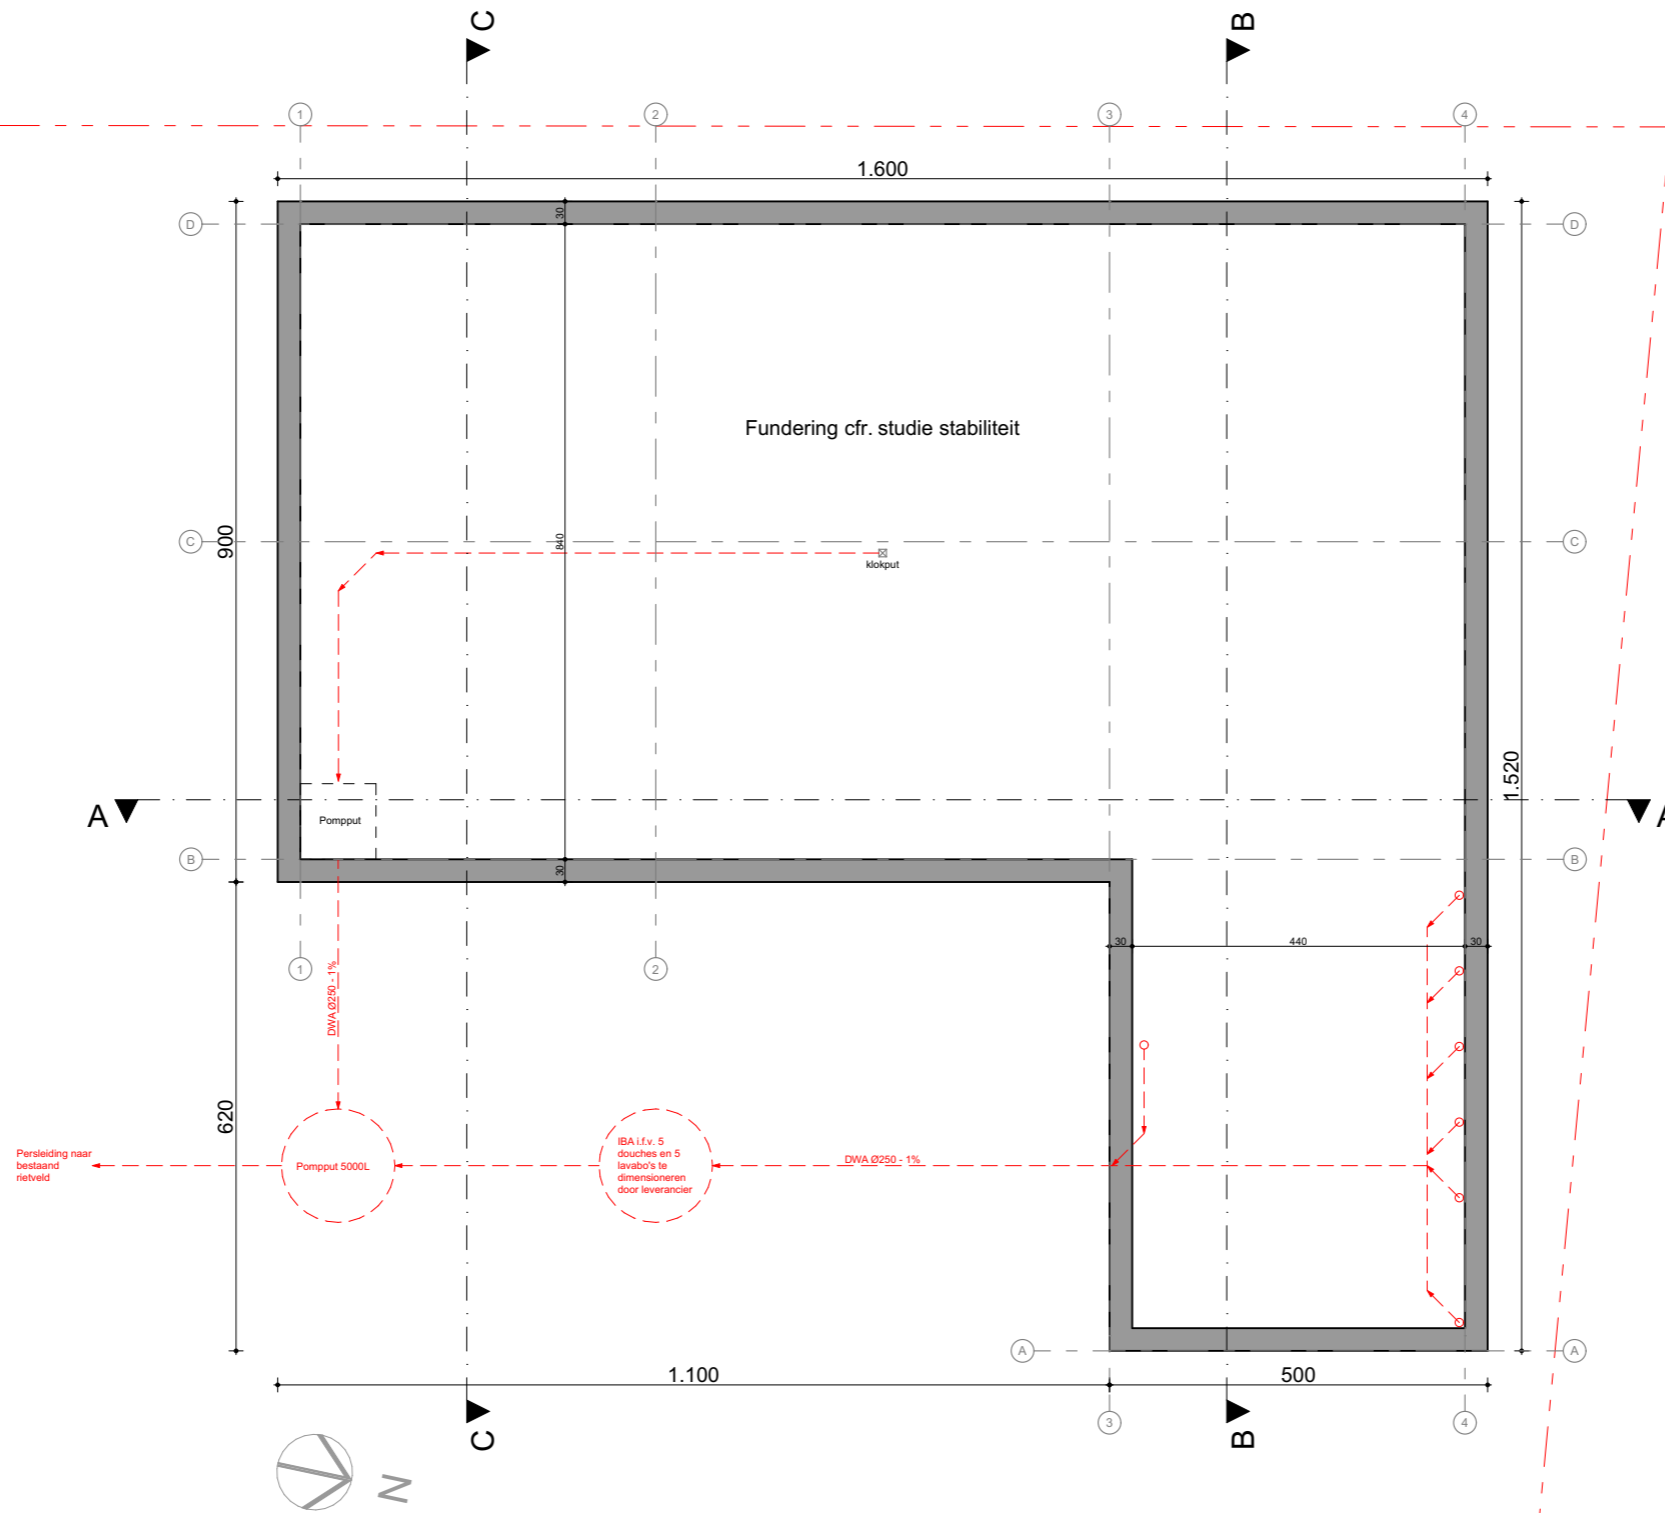 C
B
1
2
3
4
1.600
D
30
D
Fundering cfr. studie stabiliteit
900
C
840
C
klokput
1.520
A
A
Pompput
B
30
B
30
440
30
1
2
DWA Ø250 - 1%
620
Persleiding naar
bestaand
rietveld
Pompput 5000L
IBA i.f.v. 5
douches en 5
lavabo's te
dimensioneren
door leverancier
DWA Ø250 - 1%
A
A
1.100
500
3
4
C
B
N